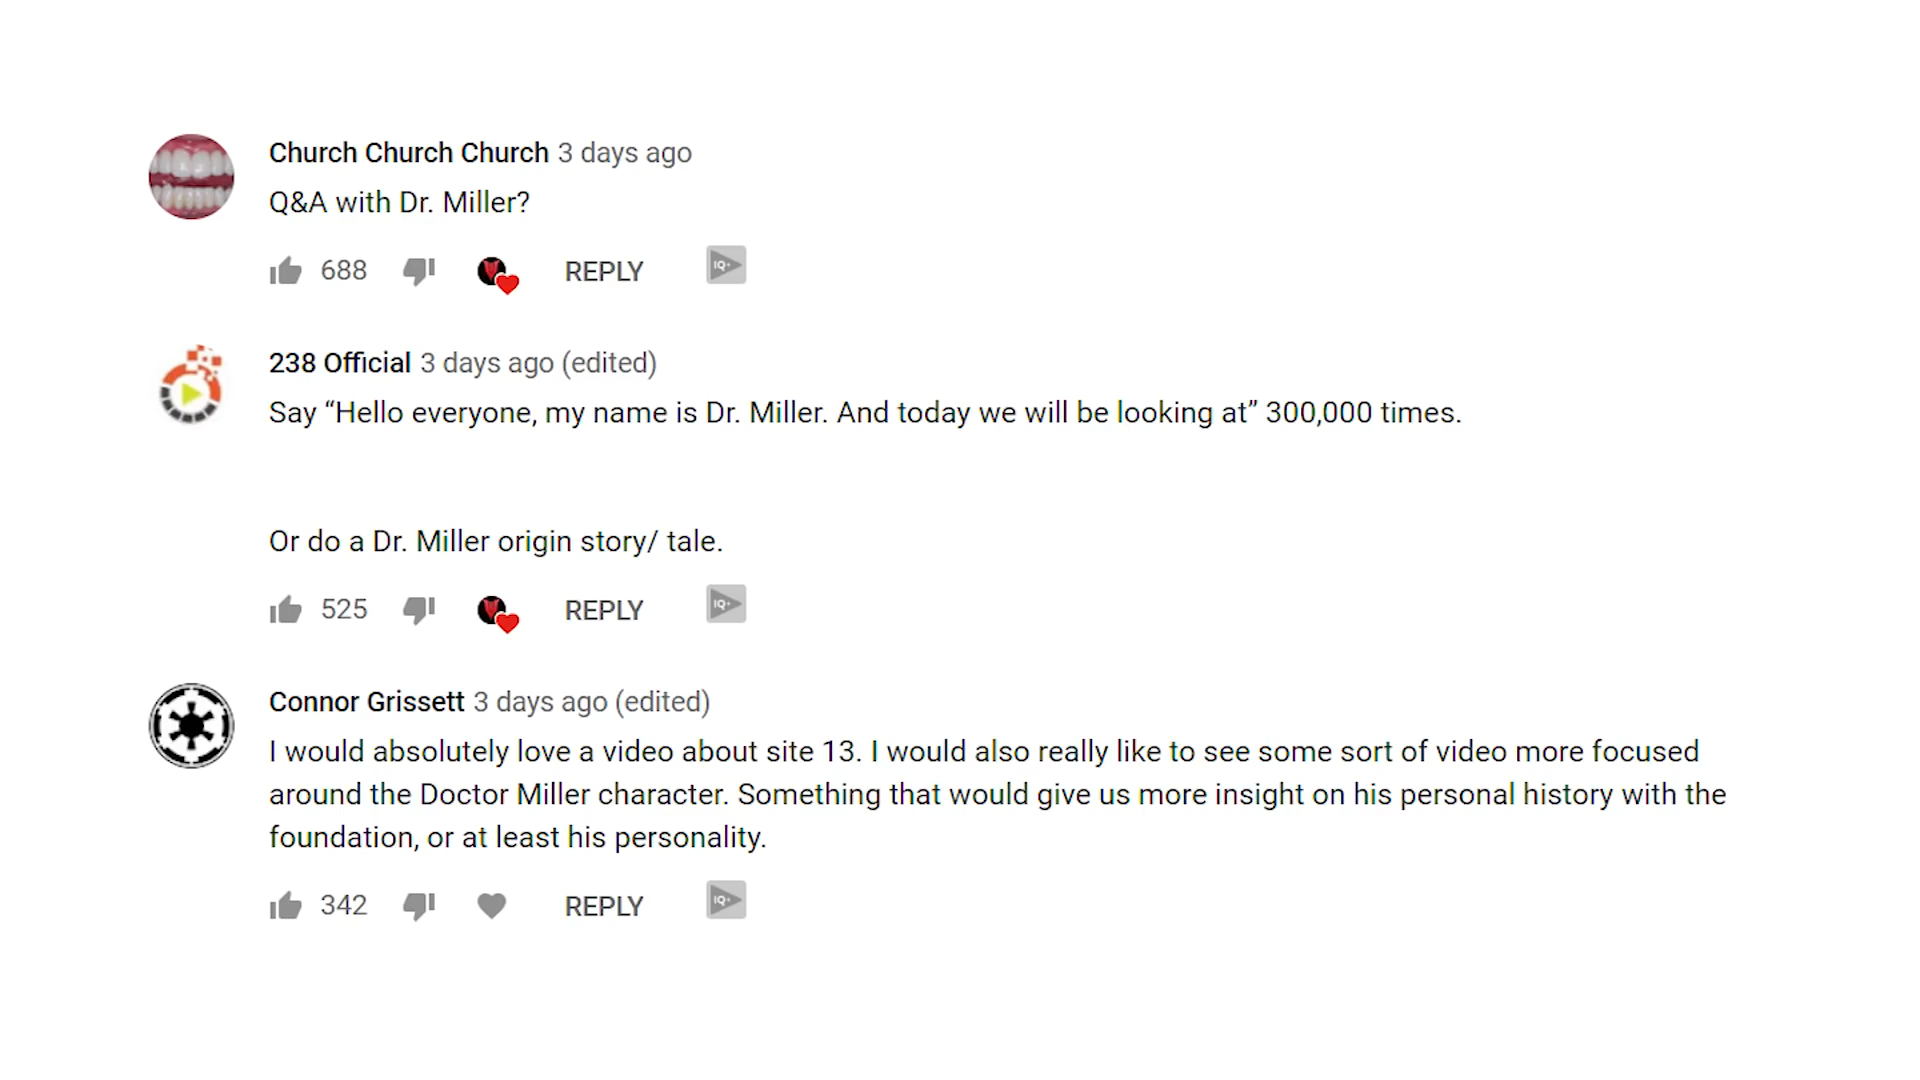 Church Church Church 3 days ago
Q&A with Dr. Miller?
688 REPLY IQ+
238 Official 3 days ago (edited)
Say “Hello everyone, my name is Dr. Miller. And today we will be looking at” 300,000 times.
Or do a Dr. Miller origin story/ tale.
525 REPLY IQ+
Connor Grissett 3 days ago (edited)
I would absolutely love a video about site 13. I would also really like to see some sort of video more focused
around the Doctor Miller character. Something that would give us more insight on his personal history with the
foundation, or at least his personality.
342 REPLY IQ+